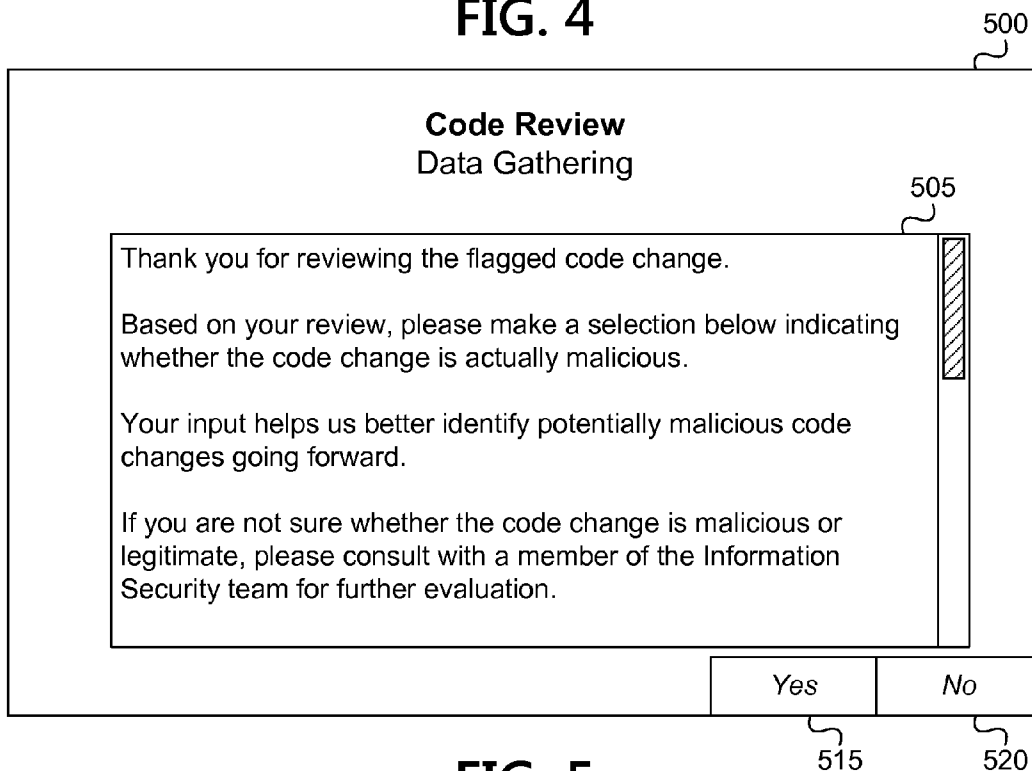 FIG. 4
500
Code Review
Data Gathering
505
Thank you for reviewing the flagged code change.
Based on your review, please make a selection below indicating
whether the code change is actually malicious.
Your input helps us better identify potentially malicious code
changes going forward.
If you are not sure whether the code change is malicious or
legitimate, please consult with a member of the Information
Security team for further evaluation.
Yes
No
515
520
FIG. 5